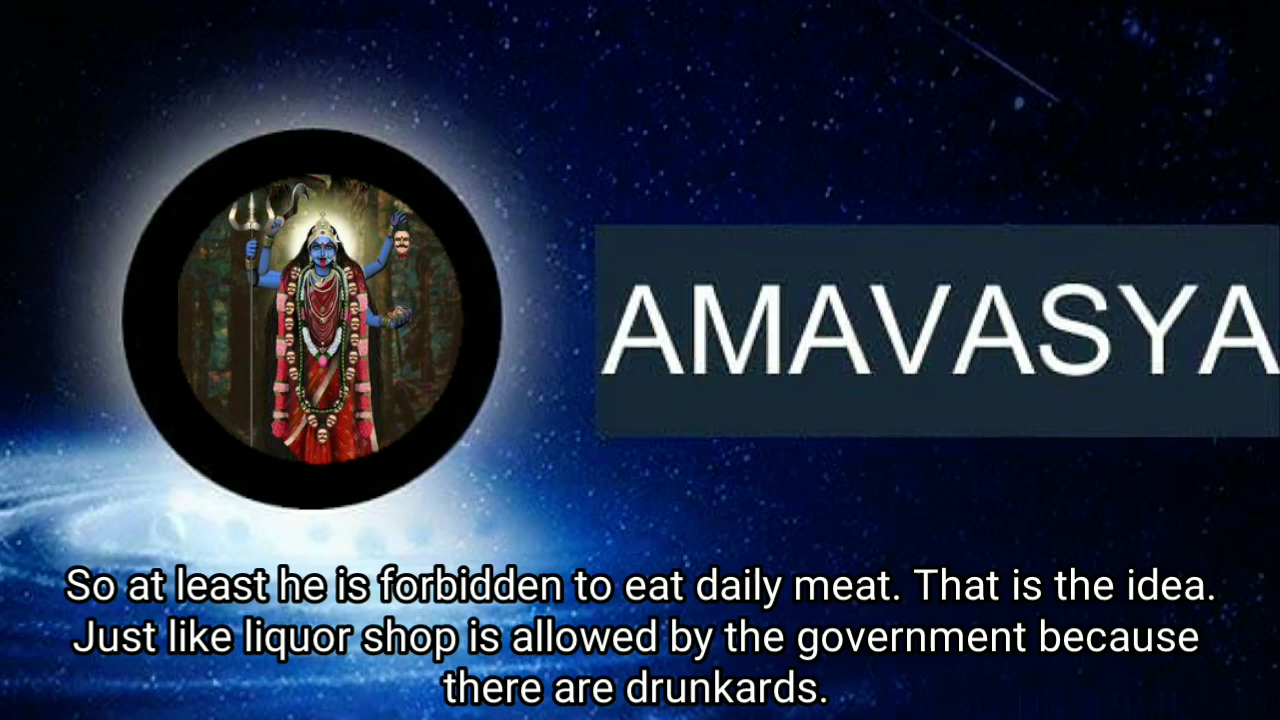 AMAVASYA
So at least he is forbidden to eat daily meat. That is the idea.
Just like liquor shop is allowed by the government because
there are drunkards.